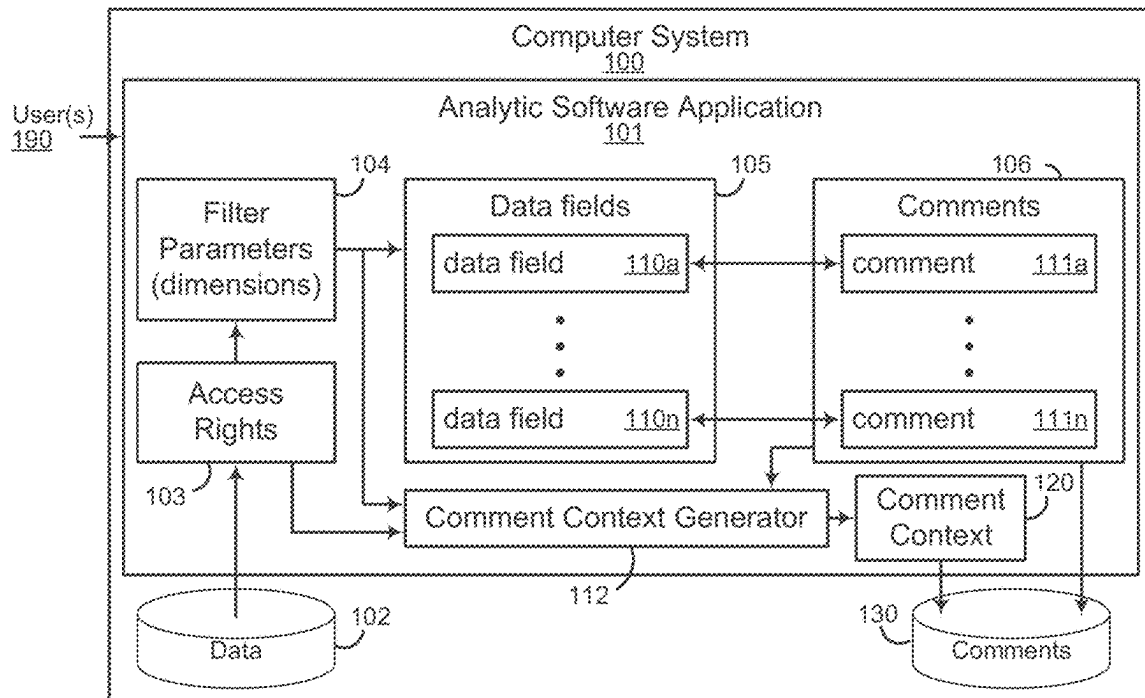 Computer System
100
Analytic Software Application
101
User(s)
190
104
Filter
Parameters
(dimensions)
105
Data fields
data field 110a
data field 110n
106
Comments
comment 111a
comment 111n
Access
Rights
103
Comment Context Generator
112
Comment
Context
120
Data
102
130
Comments